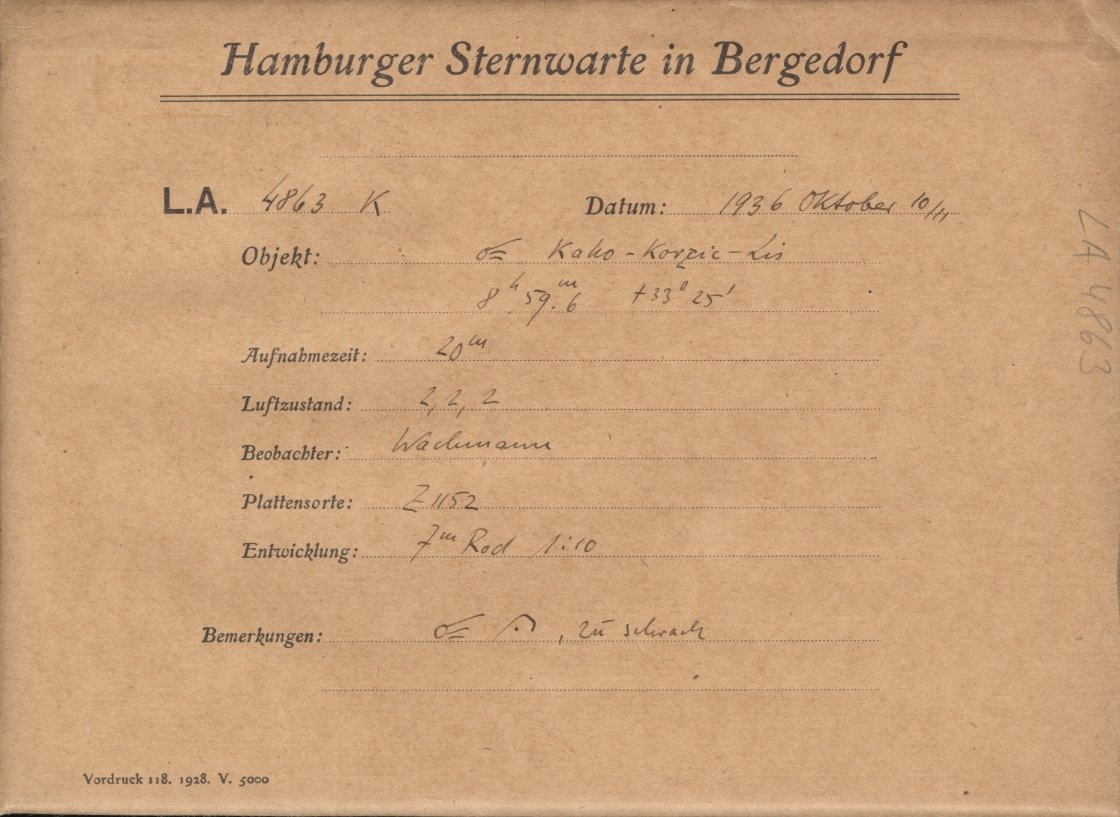 Hamburger Sternwarte in Bergedorf
L.A. 4863 K Datum: 1936 Oktober 10/11
Objekt: ☄ Kaho-Kozic-Lis
8ʰ 59.ᵐ6 +33° 25'
Aufnahmezeit: 20ᵐ
Luftzustand: 2, 2, 2
Beobachter: Wachmann
Plattensorte: Z 1152
Entwicklung: 7ᵐ Rod 1:10
Bemerkungen: ☄ , zu schwach
Vordruck 118. 1928. V. 5000
LA 4863